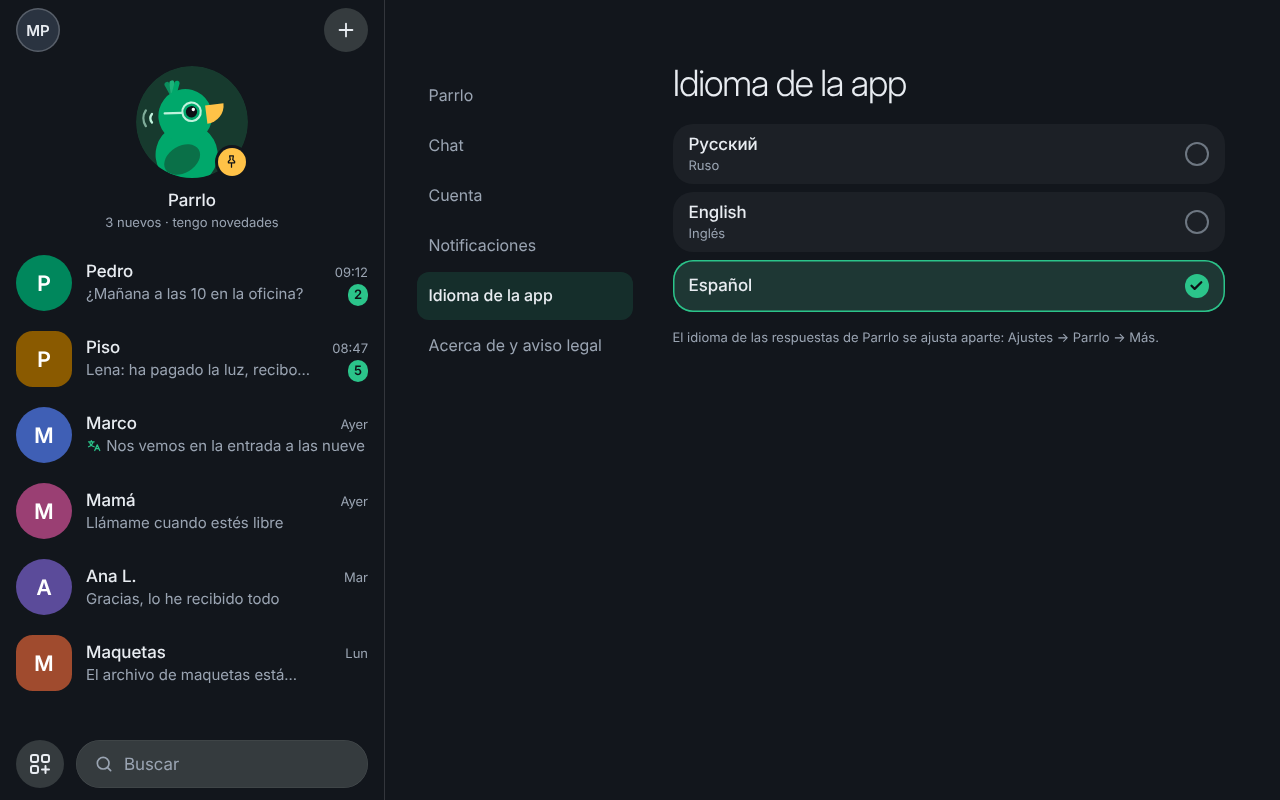 MP
Parrlo
3 nuevos · tengo novedades
P
Pedro
09:12
¿Mañana a las 10 en la oficina?
2
P
Piso
08:47
Lena: ha pagado la luz, recibo...
5
M
Marco
Ayer
Nos vemos en la entrada a las nueve
M
Mamá
Ayer
Llámame cuando estés libre
A
Ana L.
Mar
Gracias, lo he recibido todo
M
Maquetas
Lun
El archivo de maquetas está...
Buscar
Parrlo
Chat
Cuenta
Notificaciones
Idioma de la app
Acerca de y aviso legal
Idioma de la app
Русский
Ruso
English
Inglés
Español
El idioma de las respuestas de Parrlo se ajusta aparte: Ajustes → Parrlo → Más.